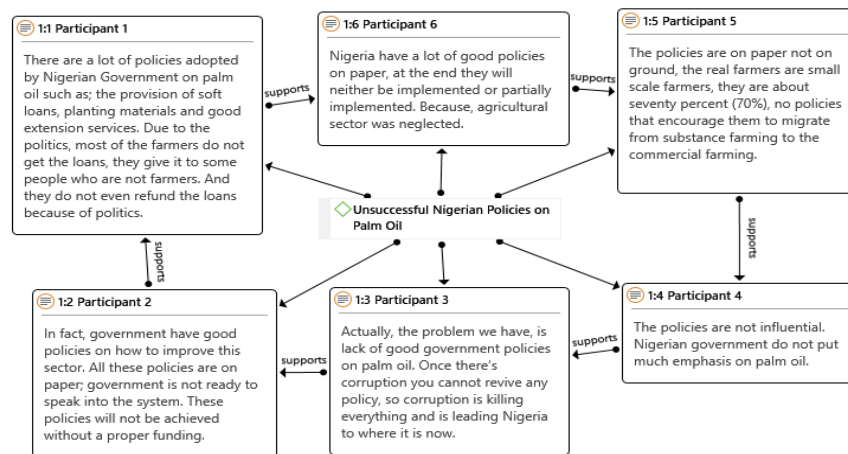 1:1 Participant 1
There are a lot of policies adopted
by Nigerian Government on palm
oil such as; the provision of soft
loans, planting materials and good
extension services. Due to the
politics, most of the farmers do not
get the loans, they give it to some
people who are not farmers. And
they do not even refund the loans
because of politics.
supports
1:6 Participant 6
Nigeria have a lot of good policies
on paper, at the end they will
neither be implemented or partially
implemented. Because, agricultural
sector was neglected.
supports
1:5 Participant 5
The policies are on paper not on
ground, the real farmers are small
scale farmers, they are about
seventy percent (70%), no policies
that encourage them to migrate
from substance farming to the
commercial farming.
Unsuccessful Nigerian Policies on
Palm Oil
supports
supports
1:2 Participant 2
In fact, government have good
policies on how to improve this
sector. All these policies are on
paper; government is not ready to
speak into the system. These
policies will not be achieved
without a proper funding.
supports
1:3 Participant 3
Actually, the problem we have, is
lack of good government policies
on palm oil. Once there's
corruption you cannot revive any
policy, so corruption is killing
everything and is leading Nigeria
to where it is now.
supports
1:4 Participant 4
The policies are not influential.
Nigerian government do not put
much emphasis on palm oil.